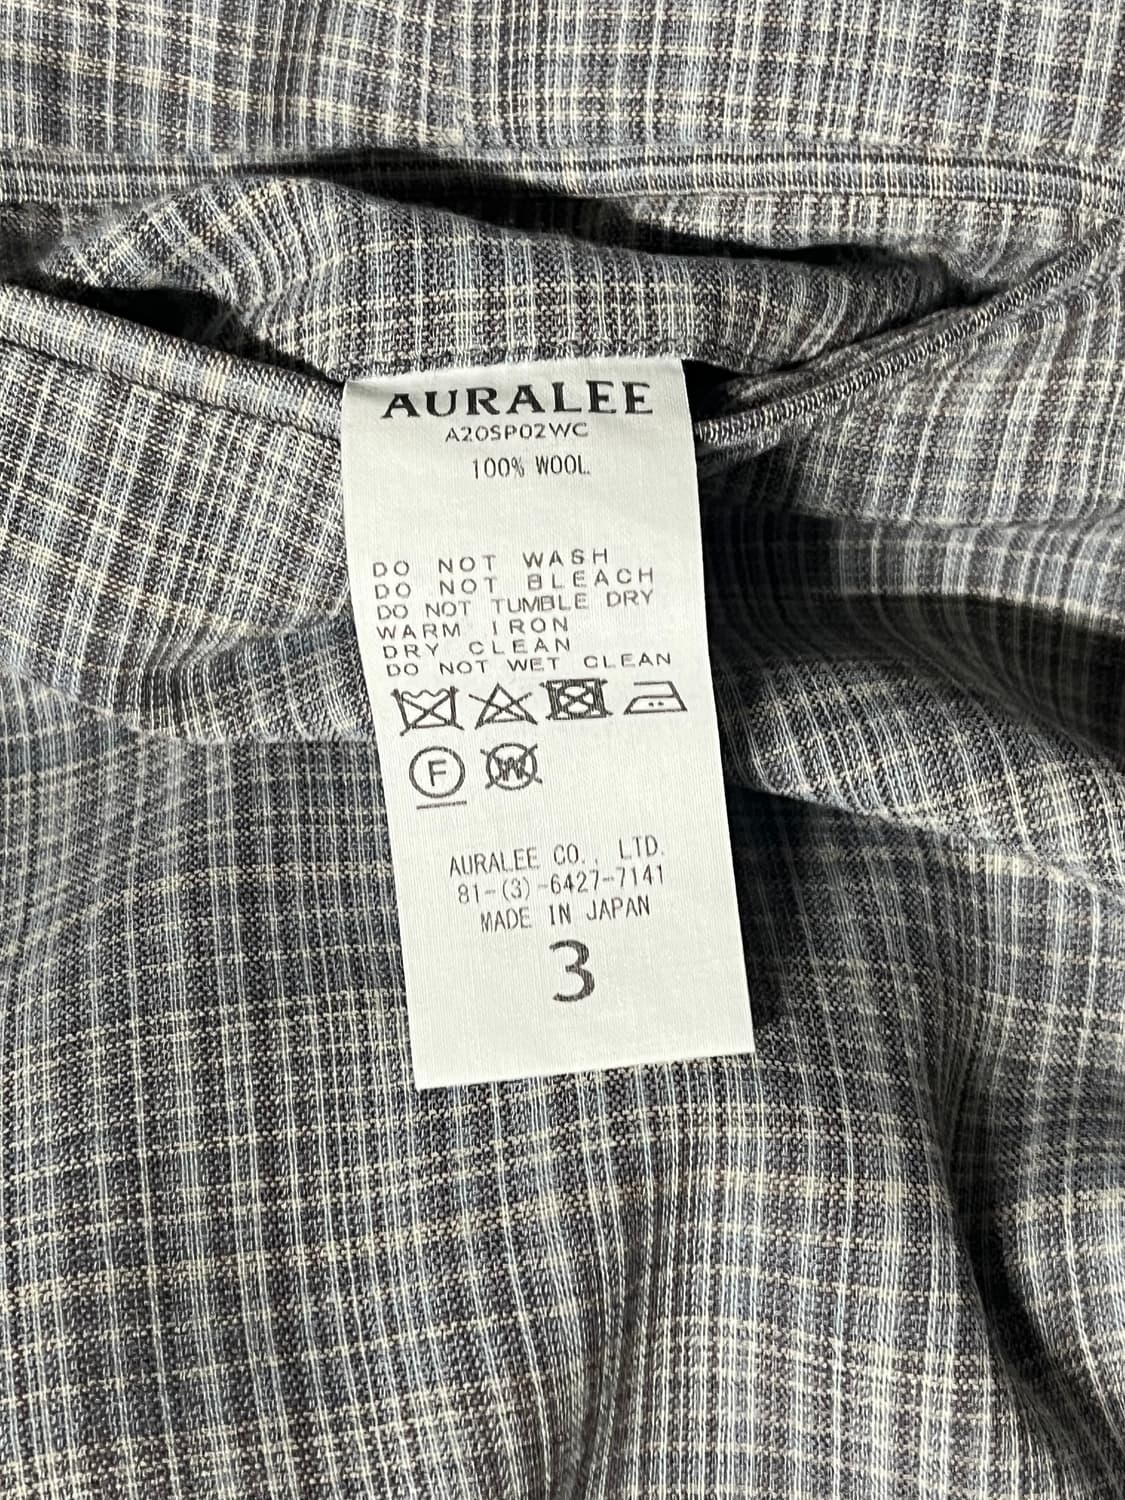 AURALEE
A20SP02WC
100% WOOL.
DO NOT WASH
DO NOT BLEACH
DO NOT TUMBLE DRY
WARM IRON
DRY CLEAN
DO NOT WET CLEAN
F W
AURALEE CO., LTD.
81-(3)-6427-7141
MADE IN JAPAN
3